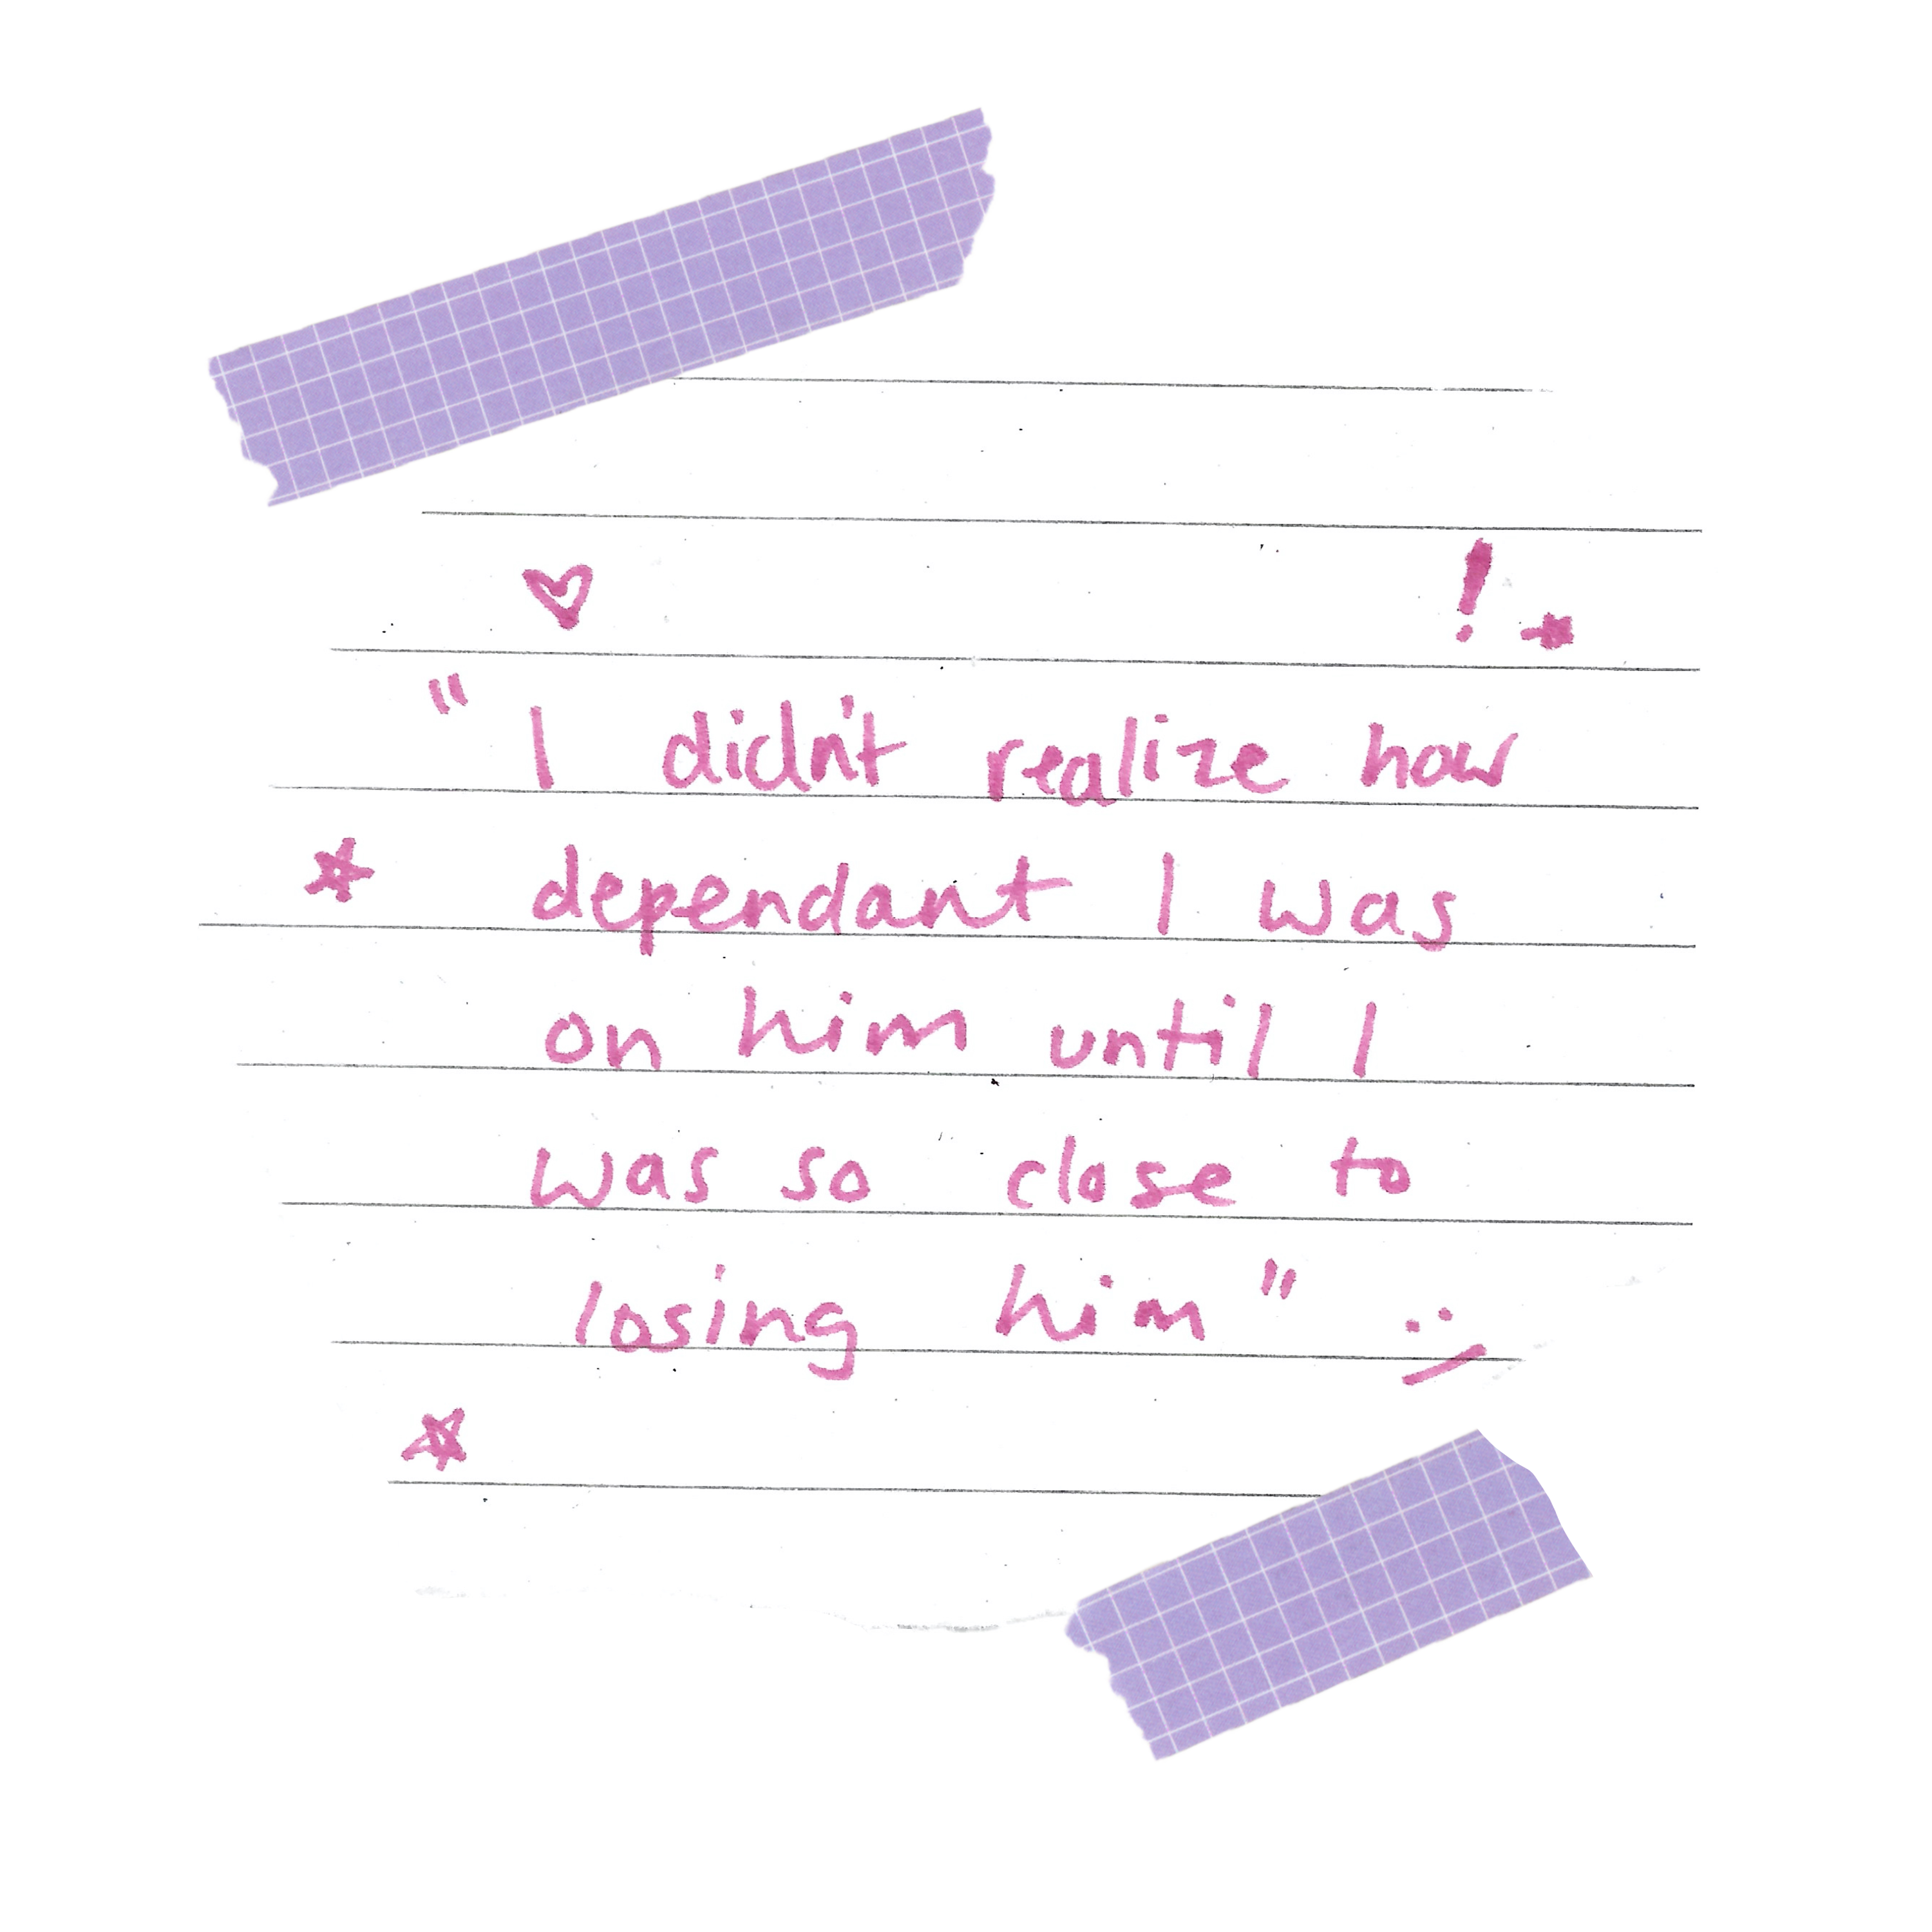 !
"I didn't realize how
dependant I was
on him until I
was so close to
losing him"